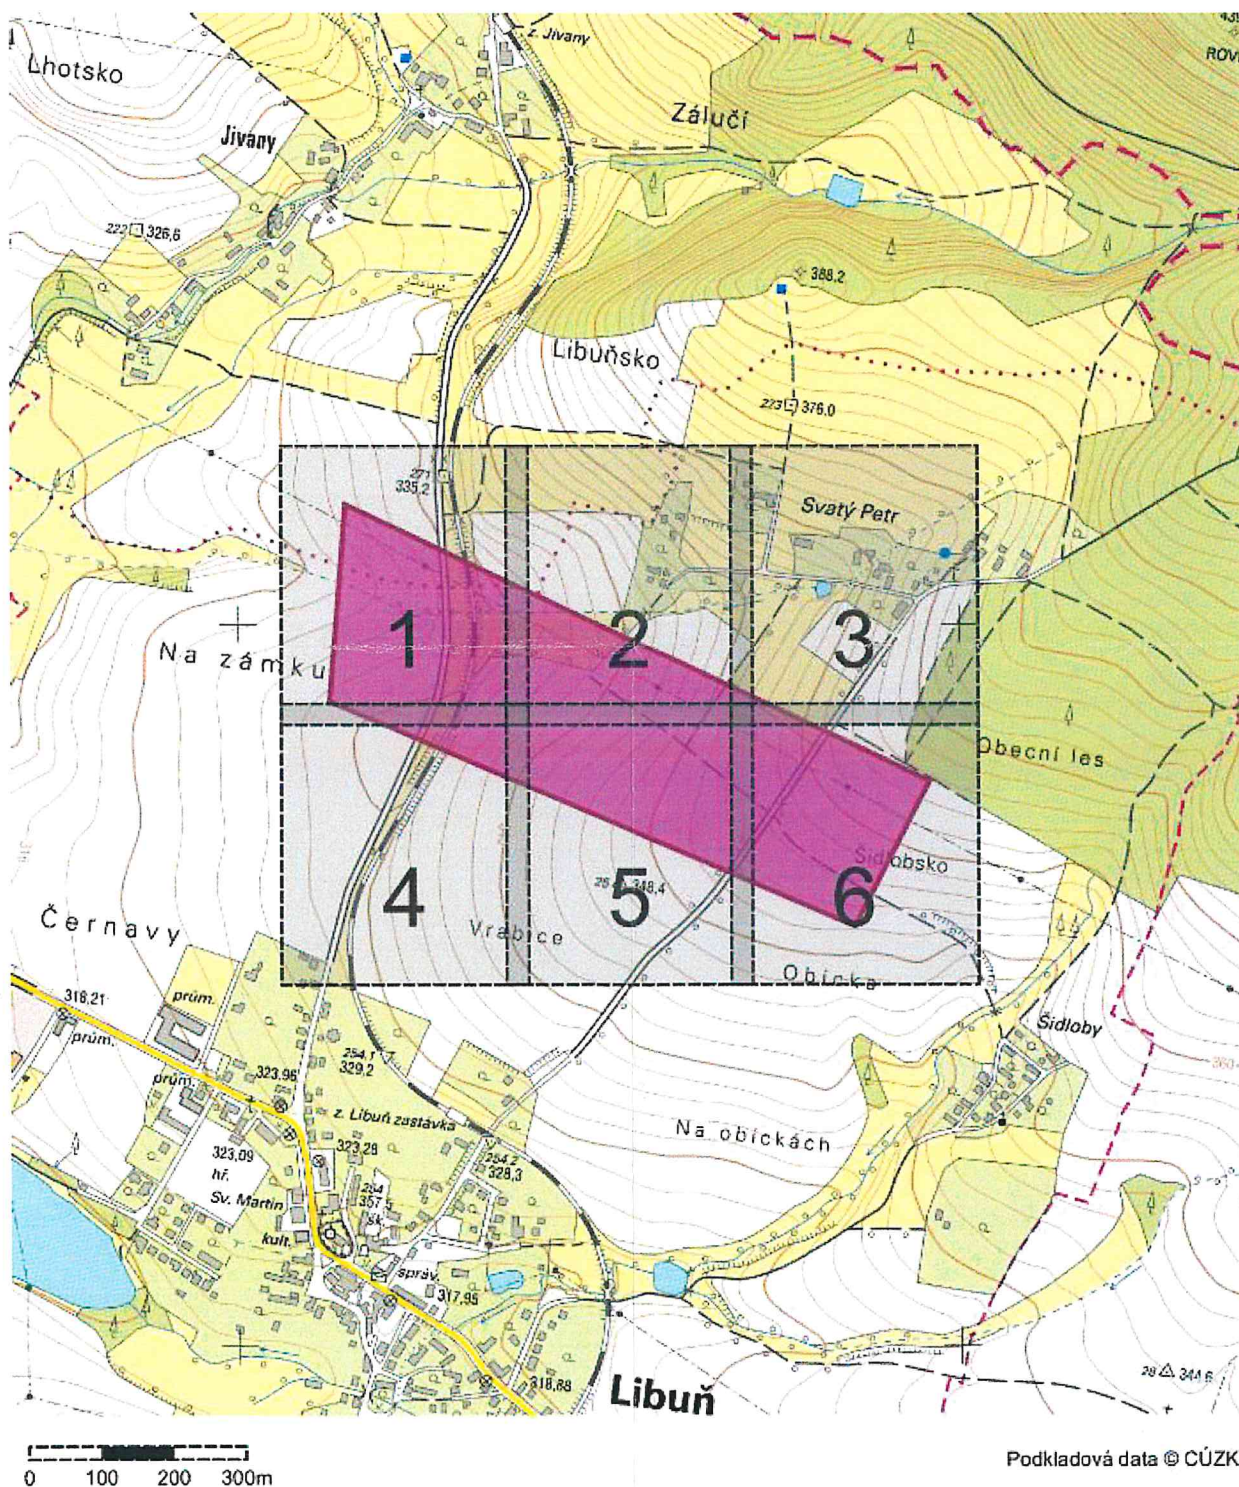 z. Jivany
Lhotsko
ROV
Zálučí
Jivany
222 326,6
388,2
Libuňsko
223 376,0
271
335,2
Svatý Petr
1
2
3
Na zámku
Obecní les
Šidlobsko
348,4
4
5
6
Černavy
Vrabice
Obícka
318,21
prům.
Šidloby
prům.
254,1
329,2
prům.
323,96
z. Libuň zastávka
Na obíckách
323,09
323,28
254,2
328,3
hř.
254
357,5
Sv. Martin
šk.
kult.
správ.
317,95
318,88
28 344,6
Libuň
0 100 200 300m
Podkladová data © ČÚZK